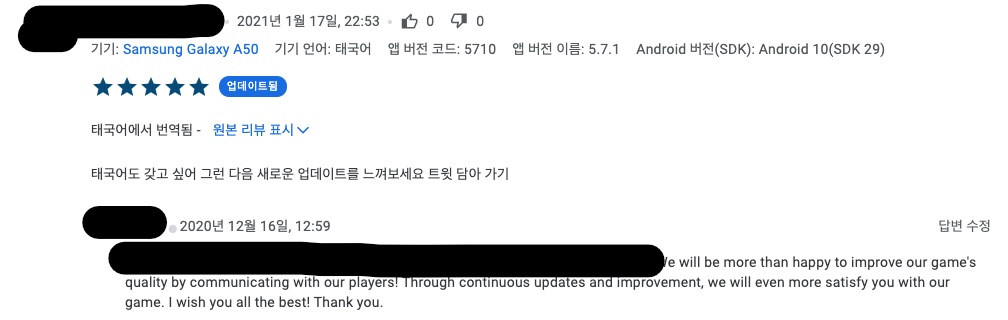 2021년 1월 17일, 22:53 0 0
기기: Samsung Galaxy A50 기기 언어: 태국어 앱 버전 코드: 5710 앱 버전 이름: 5.7.1 Android 버전(SDK): Android 10(SDK 29)
업데이트됨
태국어에서 번역됨 - 원본 리뷰 표시
태국어도 갖고 싶어 그런 다음 새로운 업데이트를 느껴보세요 트윗 담아 가기
2020년 12월 16일, 12:59 답변 수정
will be more than happy to improve our game's
quality by communicating with our players! Through continuous updates and improvement, we will even more satisfy you with our
game. I wish you all the best! Thank you.